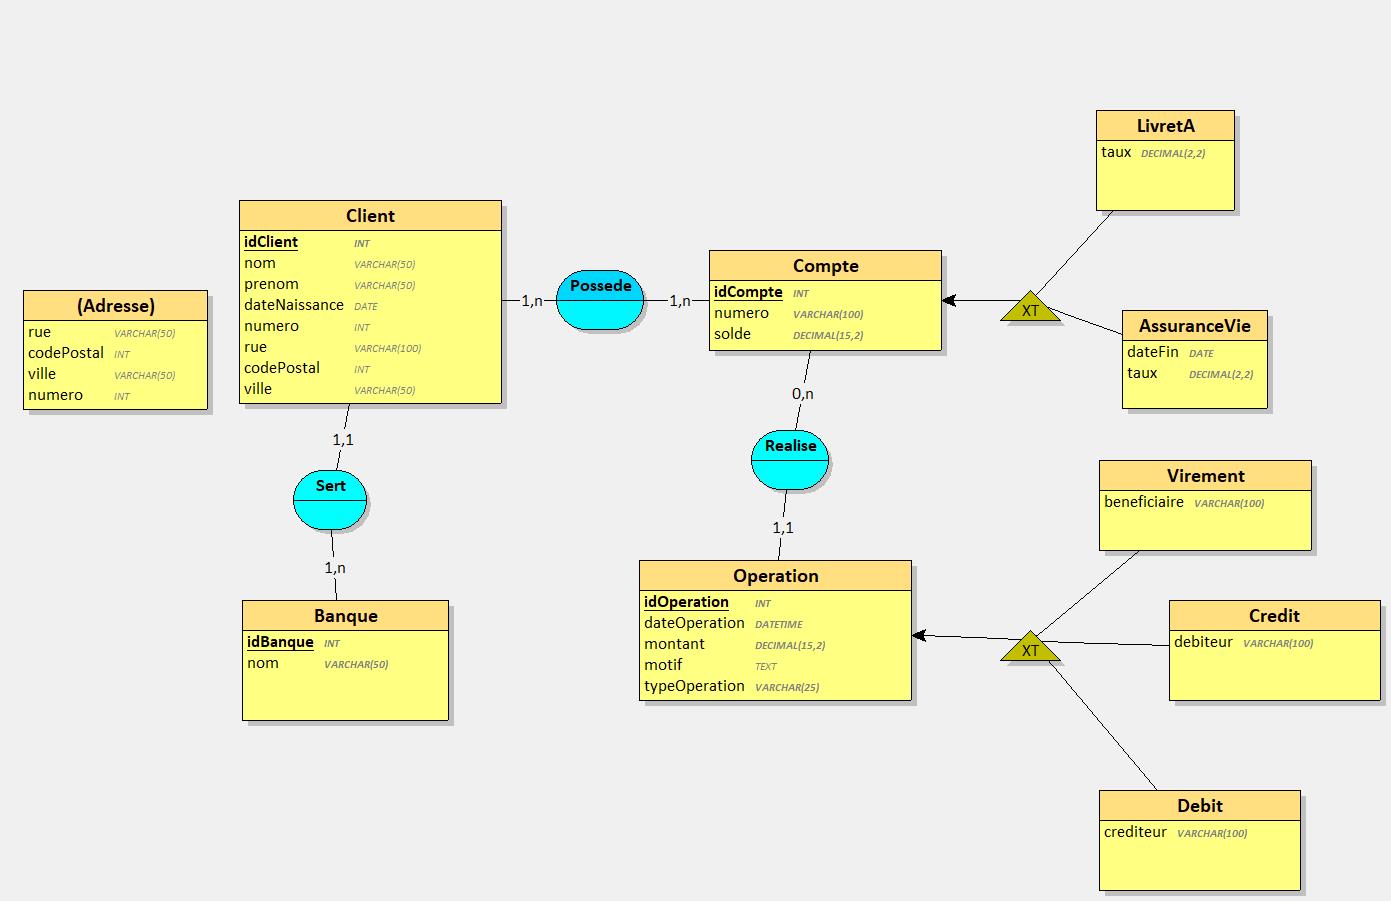 LivretA
taux DECIMAL(2,2)
Client
idClient INT
nom VARCHAR(50)
prenom VARCHAR(50)
dateNaissance DATE
numero INT
rue VARCHAR(100)
codePostal INT
ville VARCHAR(50)
(Adresse)
rue VARCHAR(50)
codePostal INT
ville VARCHAR(50)
numero INT
1,n
Possede
1,n
Compte
idCompte INT
numero VARCHAR(100)
solde DECIMAL(15,2)
XT
AssuranceVie
dateFin DATE
taux DECIMAL(2,2)
1,1
Sert
1,n
Banque
idBanque INT
nom VARCHAR(50)
0,n
Realise
1,1
Operation
idOperation INT
dateOperation DATETIME
montant DECIMAL(15,2)
motif TEXT
typeOperation VARCHAR(25)
XT
Virement
beneficiaire VARCHAR(100)
Credit
debiteur VARCHAR(100)
Debit
crediteur VARCHAR(100)